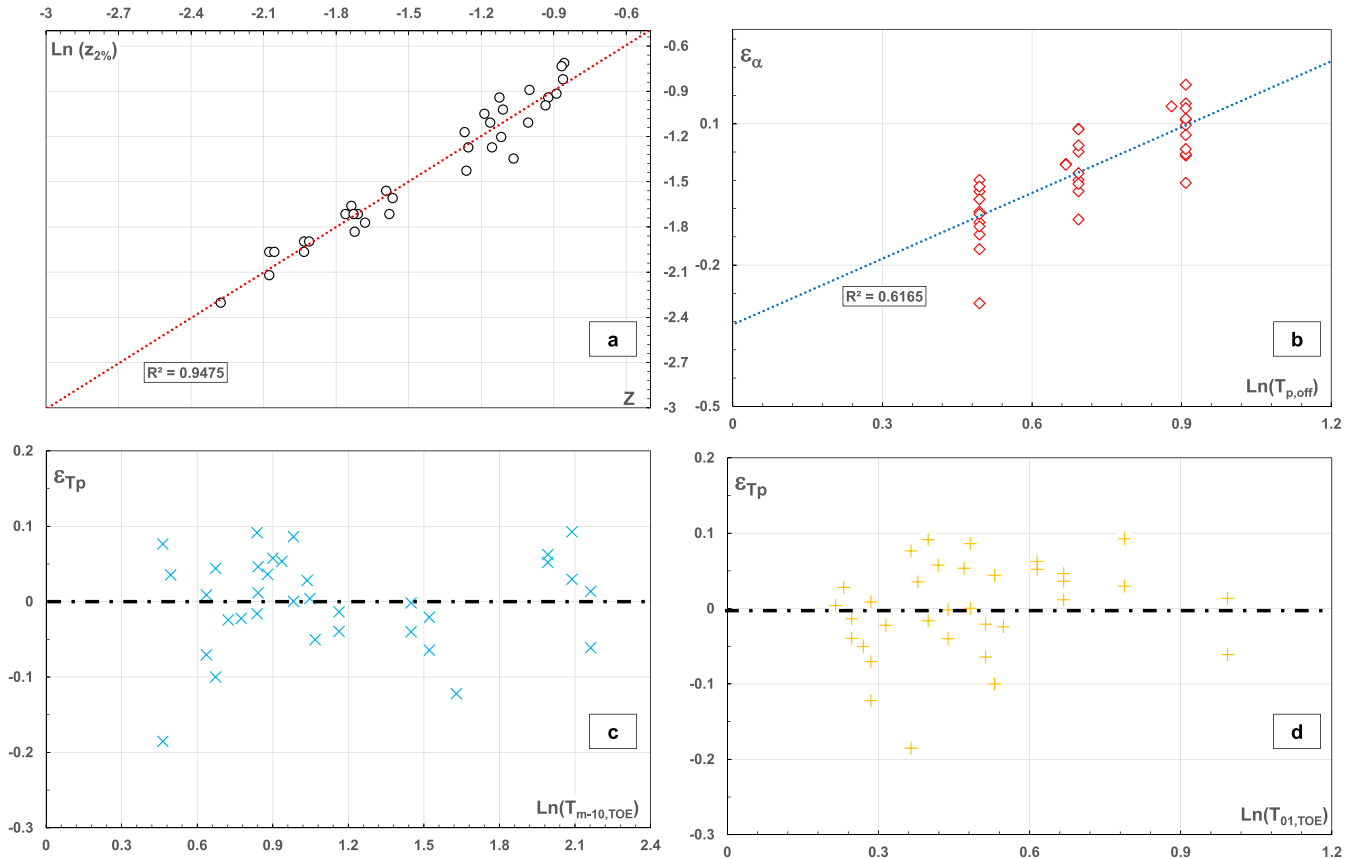 -3 -2.7 -2.4 -2.1 -1.8 -1.5 -1.2 -0.9 -0.6
Ln (z2%)
-0.6
-0.9
-1.2
-1.5
-1.8
-2.1
-2.4
-2.7
-3
a
R² = 0.9475
Z
εα
0.1
-0.2
-0.5
R² = 0.6165
b
Ln(Tp,off)
0 0.3 0.6 0.9 1.2
0.2
0.1
0
-0.1
-0.2
-0.3
εTp
c
Ln(Tm-10,TOE)
0 0.3 0.6 0.9 1.2 1.5 1.8 2.1 2.4
0.2
0.1
0
-0.1
-0.2
-0.3
εTp
d
Ln(T01,TOE)
0 0.3 0.6 0.9 1.2